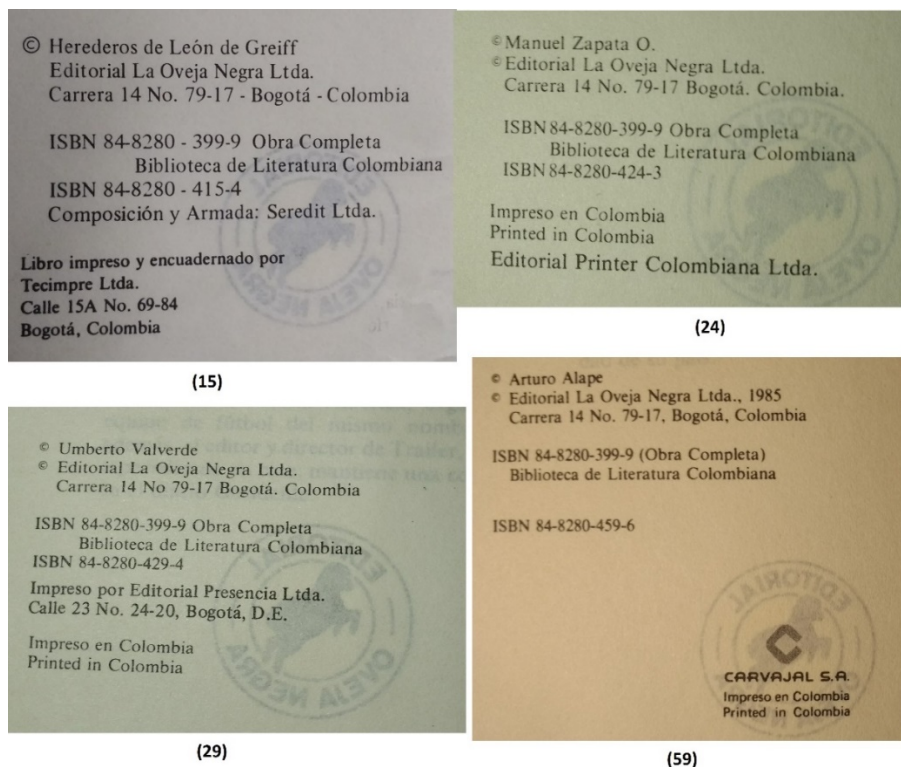 © Herederos de León de Greiff
Editorial La Oveja Negra Ltda.
Carrera 14 No. 79-17 - Bogotá - Colombia
ISBN 84-8280 - 399-9 Obra Completa
Biblioteca de Literatura Colombiana
ISBN 84-8280 - 415-4
Composición y Armada: Seredit Ltda.
Libro impreso y encuadernado por
Tecimpre Ltda.
Calle 15A No. 69-84
Bogotá, Colombia
OVEJA NEGRA
(15)
© Manuel Zapata O.
© Editorial La Oveja Negra Ltda.
Carrera 14 No. 79-17 Bogotá. Colombia.
ISBN 84-8280-399-9 Obra Completa
Biblioteca de Literatura Colombiana
ISBN 84-8280-424-3
Impreso en Colombia
Printed in Colombia
Editorial Printer Colombiana Ltda.
EDITORIAL
OVEJA NEGRA
(24)
© Umberto Valverde
© Editorial La Oveja Negra Ltda.
Carrera 14 No 79-17 Bogotá. Colombia
ISBN 84-8280-399-9 Obra Completa
Biblioteca de Literatura Colombiana
ISBN 84-8280-429-4
Impreso por Editorial Presencia Ltda.
Calle 23 No. 24-20, Bogotá, D.E.
Impreso en Colombia
Printed in Colombia
EDITORIAL
OVEJA NEGRA
(29)
© Arturo Alape
© Editorial La Oveja Negra Ltda., 1985
Carrera 14 No. 79-17, Bogotá, Colombia
ISBN 84-8280-399-9 (Obra Completa)
Biblioteca de Literatura Colombiana
ISBN 84-8280-459-6
EDITORIAL
CARVAJAL S.A.
Impreso en Colombia
Printed in Colombia
(59)